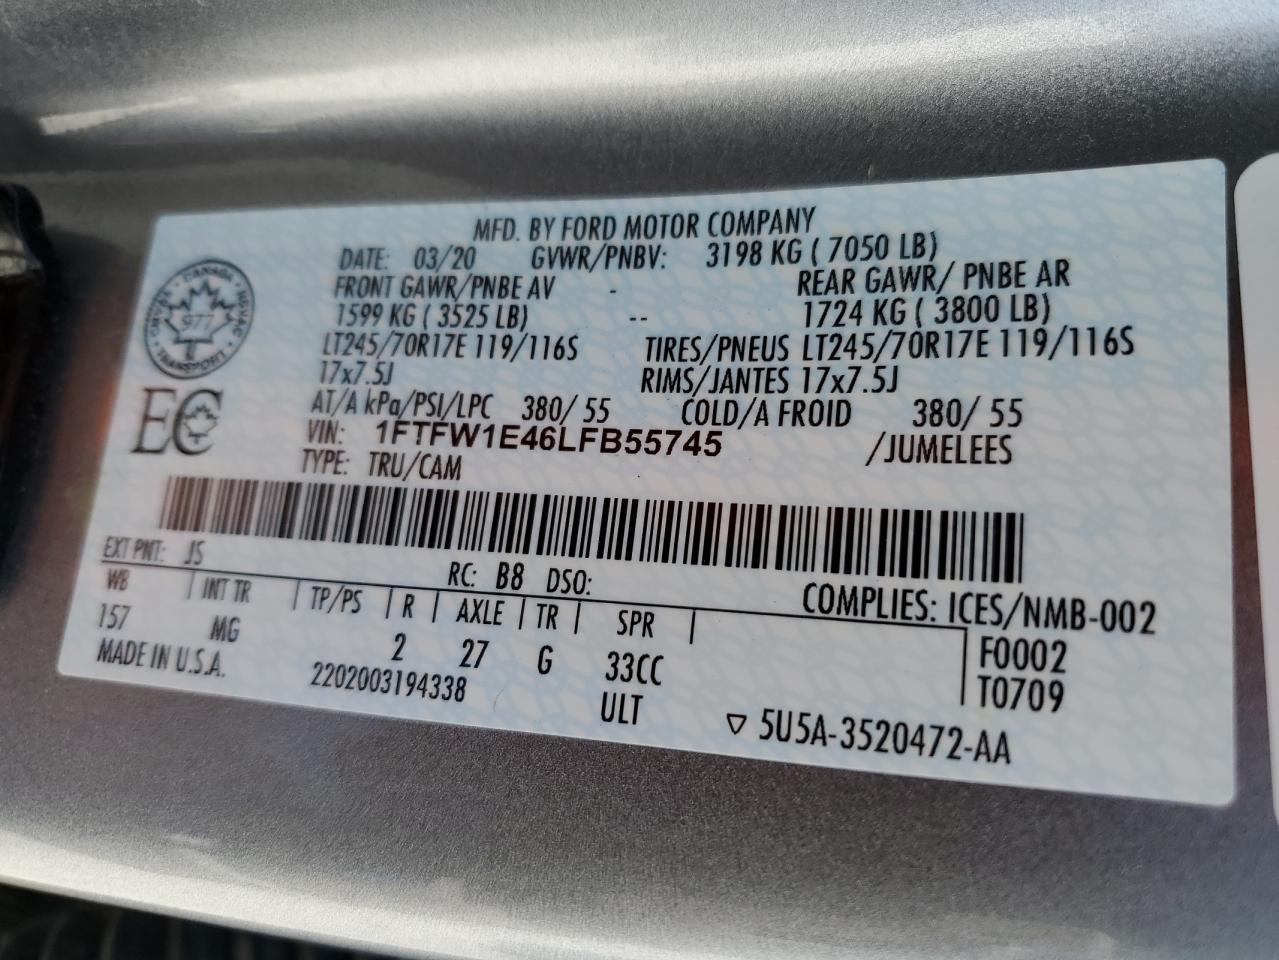 MFD. BY FORD MOTOR COMPANY
DATE: 03/20 GVWR/PNBV: 3198 KG ( 7050 LB)
FRONT GAWR/PNBE AV - REAR GAWR/ PNBE AR
1599 KG ( 3525 LB) -- 1724 KG ( 3800 LB)
LT245/70R17E 119/116S TIRES/PNEUS LT245/70R17E 119/116S
17x7.5J RIMS/JANTES 17x7.5J
AT/A kPa/PSI/LPC 380/ 55 COLD/A FROID 380/ 55
VIN: 1FTFW1E46LFB55745 /JUMELEES
TYPE: TRU/CAM
CANADA
977
TRANSPORT
EC
EXT PNT: JS RC: B8 DSO:
COMPLIES: ICES/NMB-002
WB | INT TR | TP/PS | R | AXLE | TR | SPR |
157 MG 2 27 G 33CC
F0002
T0709
MADE IN U.S.A. 2202003194338 ULT
▽ 5U5A-3520472-AA